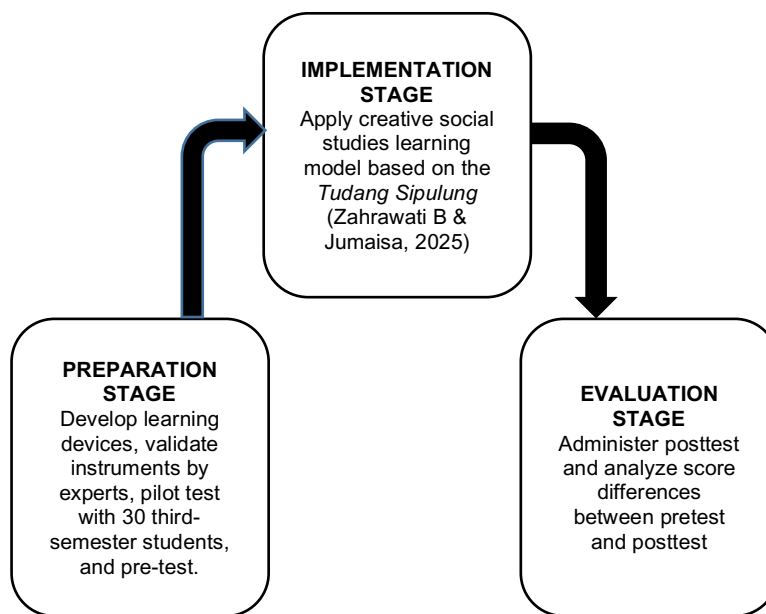 PREPARATION
STAGE
Develop learning
devices, validate
instruments by
experts, pilot test
with 30 third-
semester students,
and pre-test.
IMPLEMENTATION
STAGE
Apply creative social
studies learning
model based on the
Tudang Sipulung
(Zahrawati B &
Jumaisa, 2025)
EVALUATION
STAGE
Administer posttest
and analyze score
differences
between pretest
and posttest